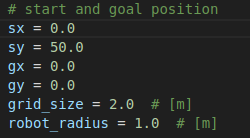 # start and goal position
sx = 0.0
sy = 50.0
gx = 0.0
gy = 0.0
grid_size = 2.0  # [m]
robot_radius = 1.0  # [m]